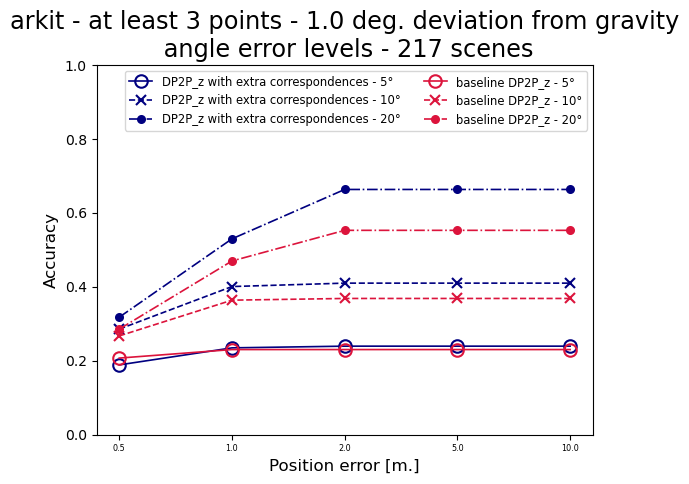 arkit - at least 3 points - 1.0 deg. deviation from gravity
angle error levels - 217 scenes
DP2P_z with extra correspondences - 5°
DP2P_z with extra correspondences - 10°
DP2P_z with extra correspondences - 20°
baseline DP2P_z - 5°
baseline DP2P_z - 10°
baseline DP2P_z - 20°
Accuracy
1.0
0.8
0.6
0.4
0.2
0.0
0.5 1.0 2.0 5.0 10.0
Position error [m.]